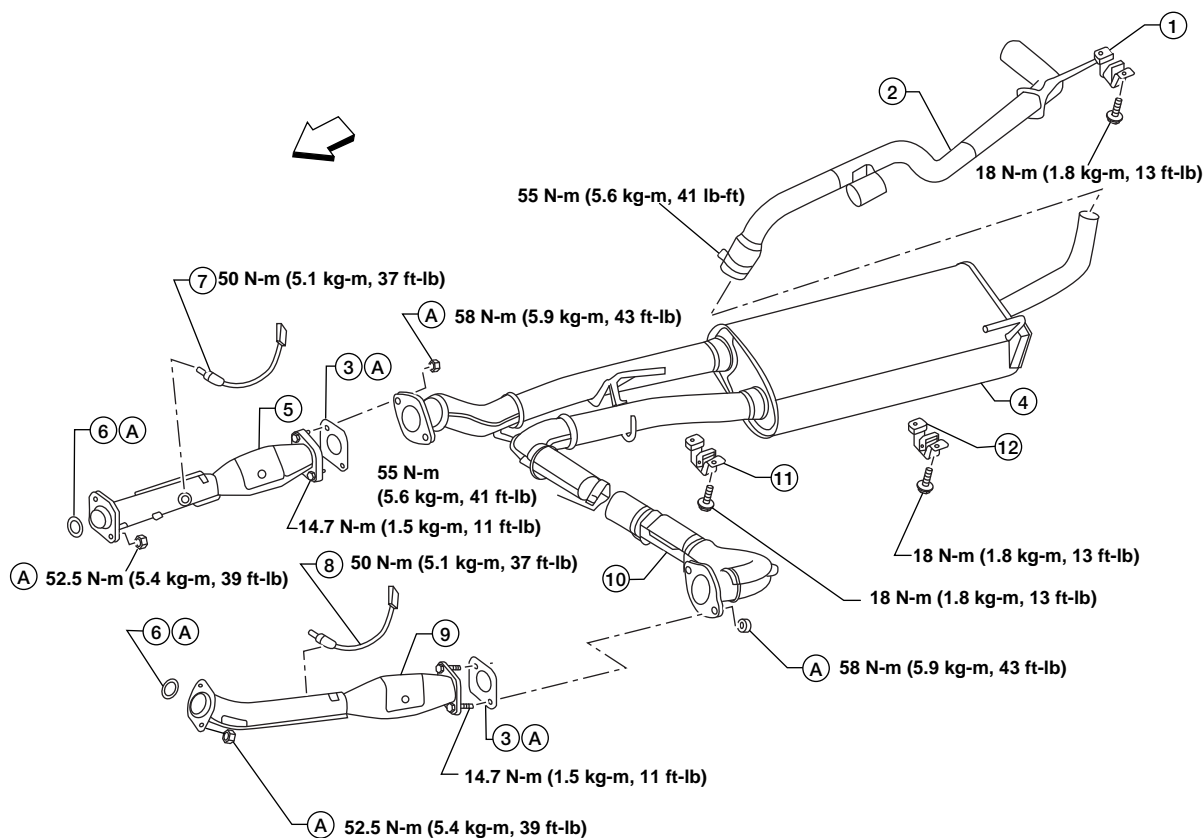 1
2
18 N-m (1.8 kg-m, 13 ft-lb)
55 N-m (5.6 kg-m, 41 lb-ft)
7 50 N-m (5.1 kg-m, 37 ft-lb)
A 58 N-m (5.9 kg-m, 43 ft-lb)
3 A
5
6 A
4
12
11
55 N-m
(5.6 kg-m, 41 ft-lb)
14.7 N-m (1.5 kg-m, 11 ft-lb)
18 N-m (1.8 kg-m, 13 ft-lb)
A 52.5 N-m (5.4 kg-m, 39 ft-lb)
8 50 N-m (5.1 kg-m, 37 ft-lb)
10
18 N-m (1.8 kg-m, 13 ft-lb)
6 A
9
A 58 N-m (5.9 kg-m, 43 ft-lb)
3 A
14.7 N-m (1.5 kg-m, 11 ft-lb)
A 52.5 N-m (5.4 kg-m, 39 ft-lb)